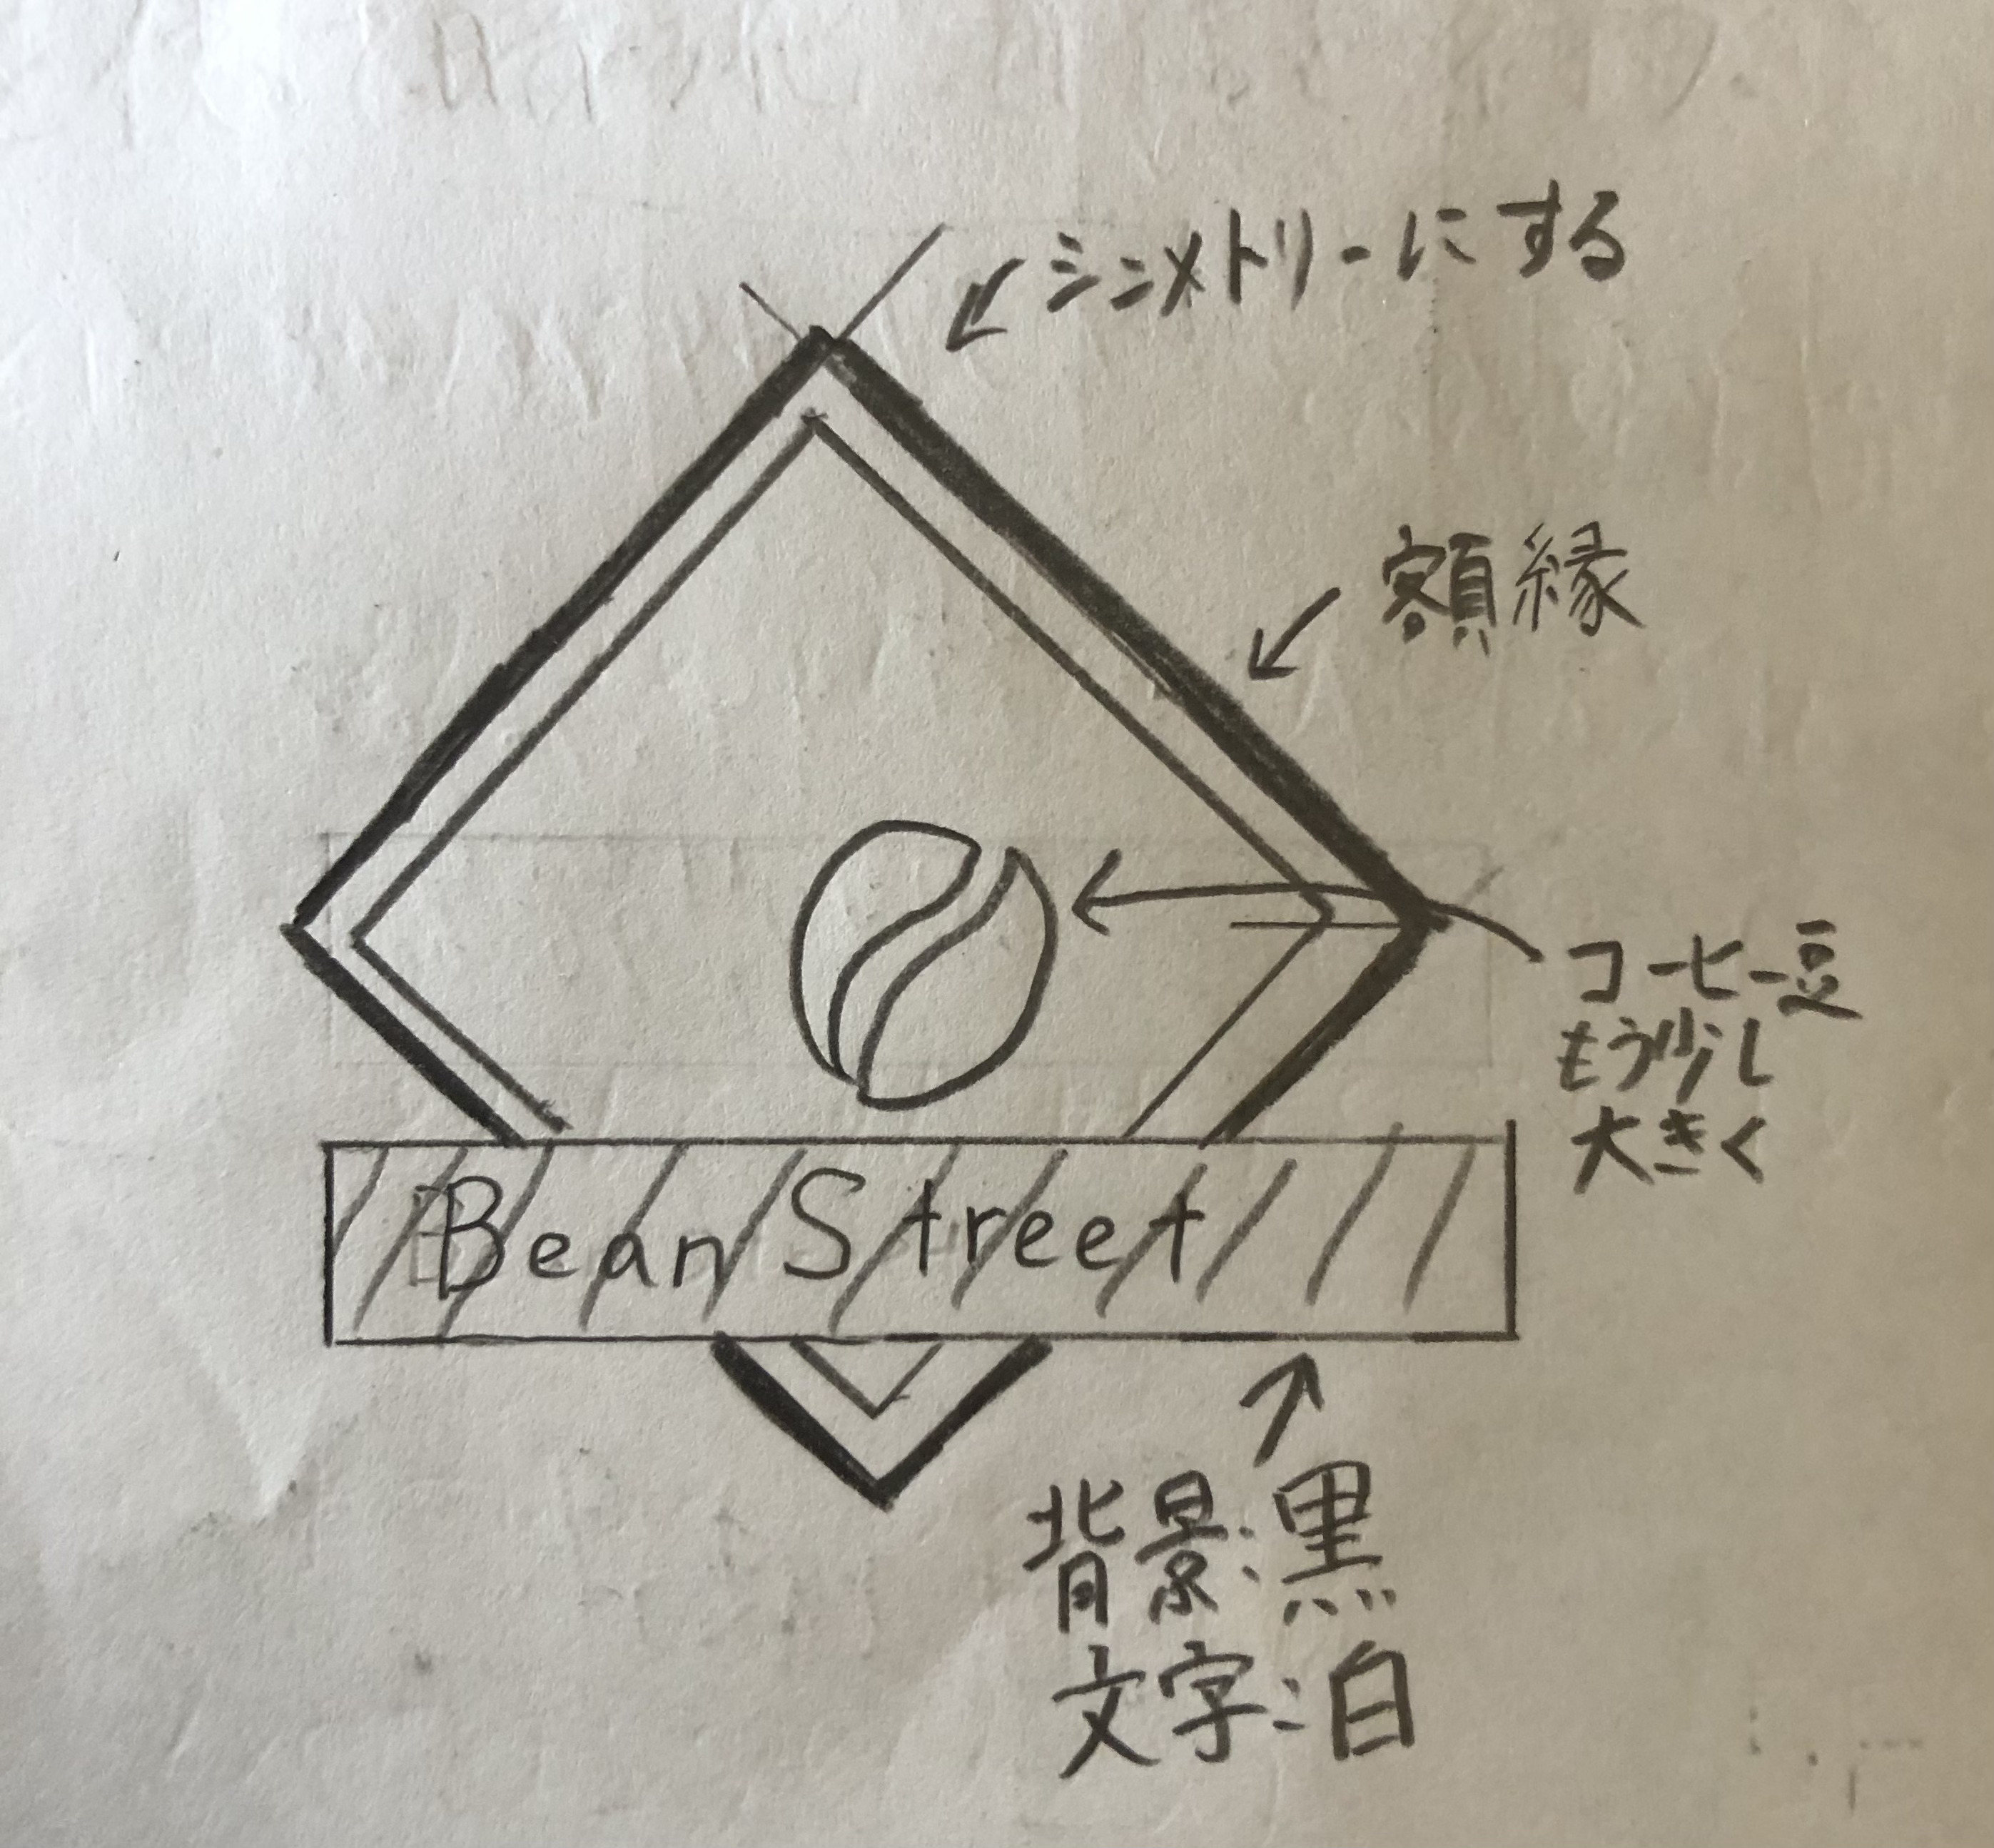 シンメトリーにする
額縁
コーヒー豆
もう少し
大きく
Bean Street
背景:黒
文字:白